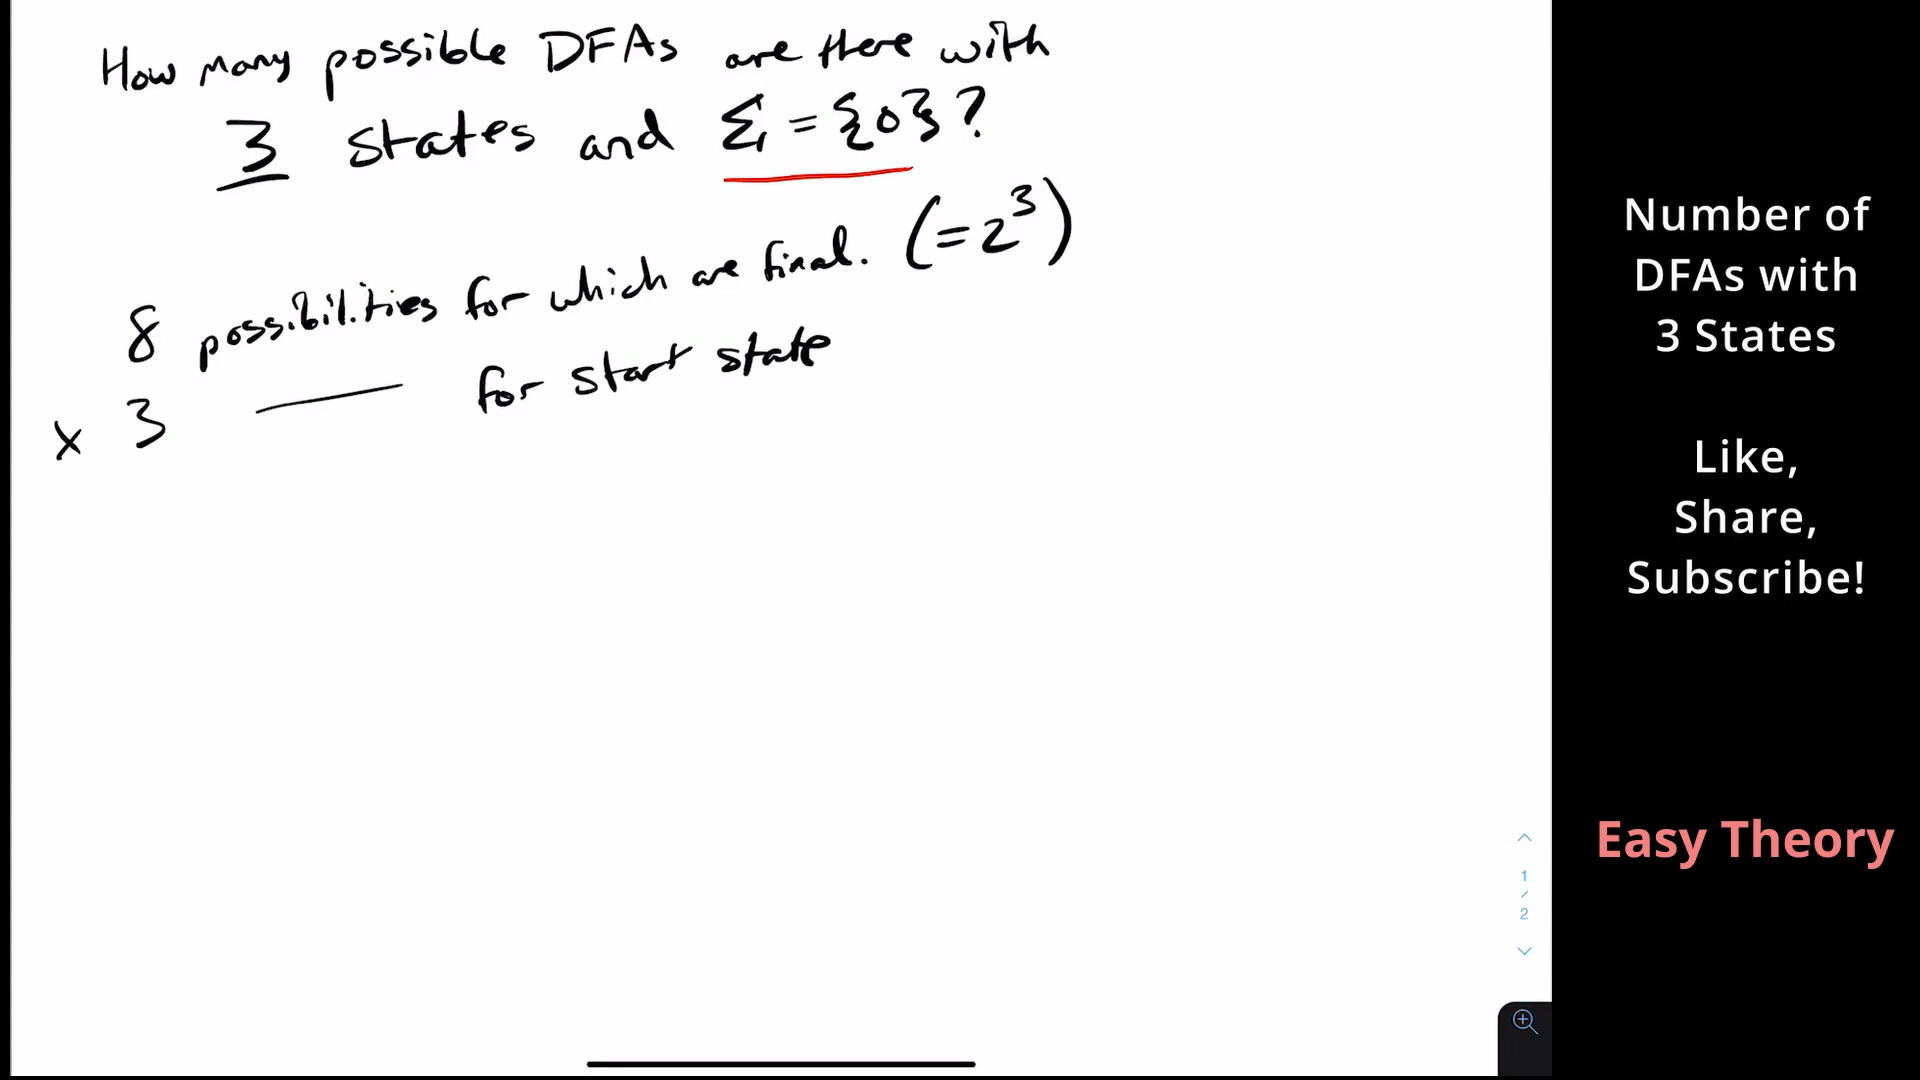 How many possible DFAs are there with
3 states and Σ = {0}?
8 possibilities for which are final. (=2³)
x 3 —— for start state
Number of
DFAs with
3 States
Like,
Share,
Subscribe!
Easy Theory
1
/
2